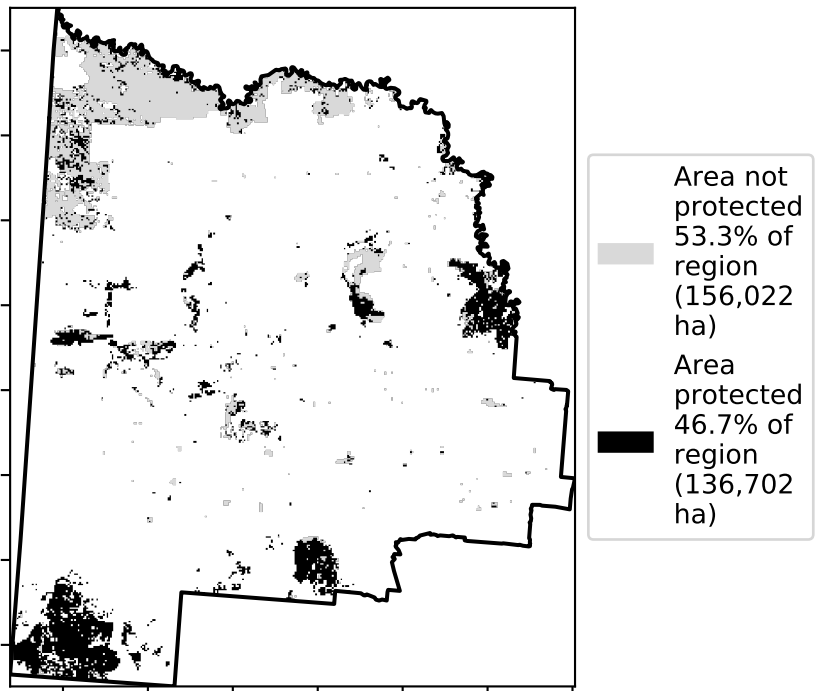 Area not
protected
53.3% of
region
(156,022
ha)
Area
protected
46.7% of
region
(136,702
ha)